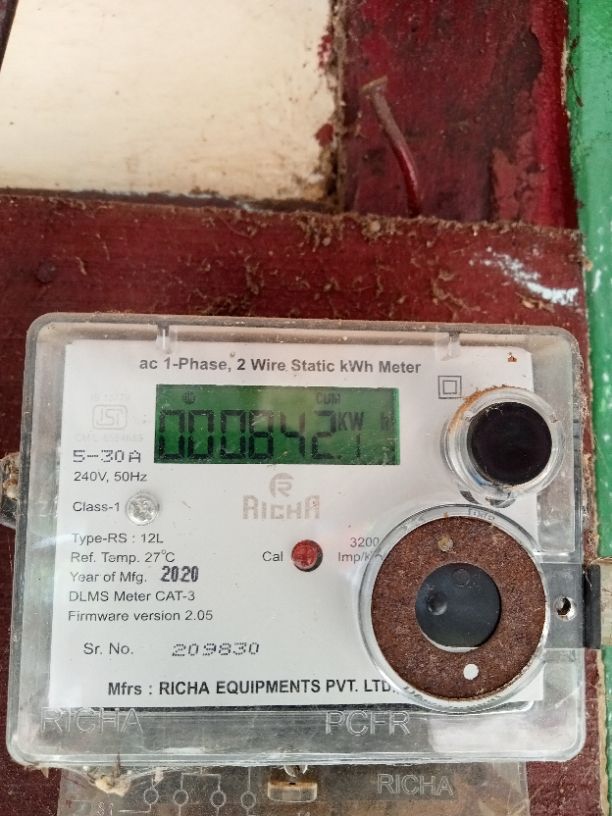 ac 1-Phase, 2 Wire Static kWh Meter
CUM
000842.1 KW h
ISI
5-30A
240V, 50Hz
Class-1
RICHA
Type-RS : 12L
Ref. Temp. 27°C
Cal
3200
Year of Mfg. 2020
DLMS Meter CAT-3
Firmware version 2.05
Sr. No. 209830
Mfrs : RICHA EQUIPMENTS PVT. LTD.
RICHA
PCFR
RICHA